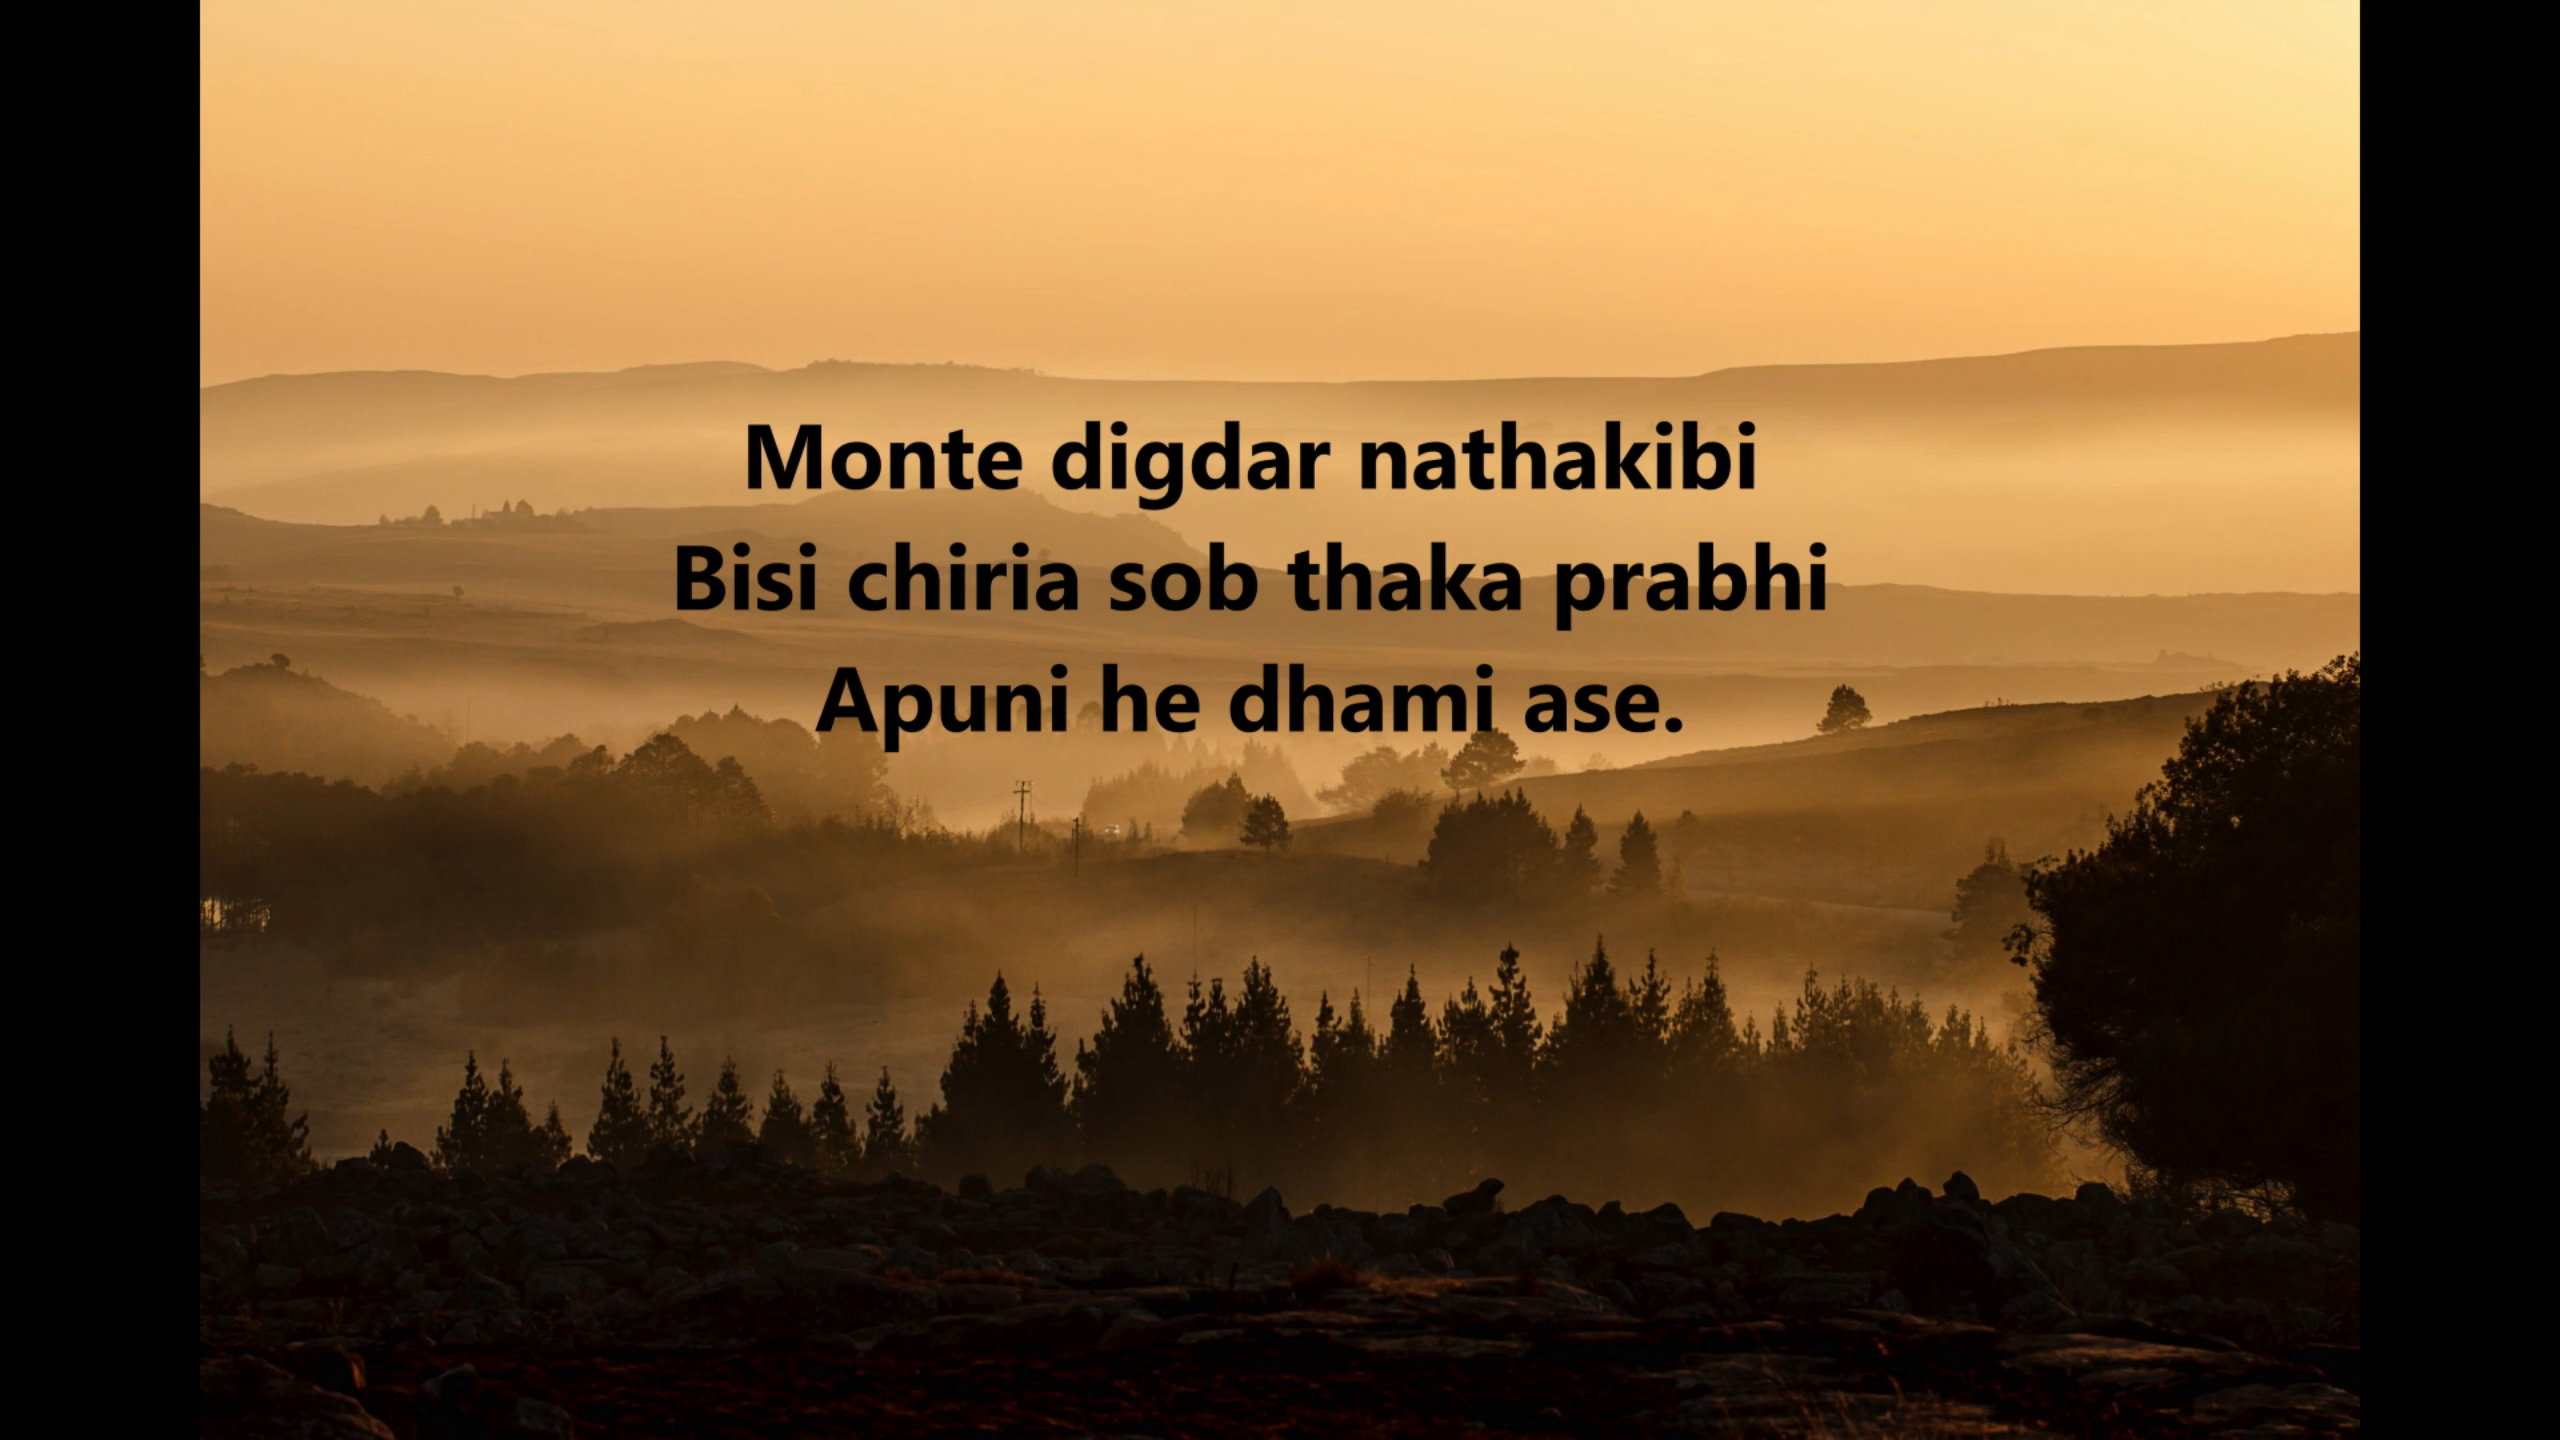 Monte digdar nathakibi
Bisi chiria sob thaka prabhi
Apuni he dhami ase.